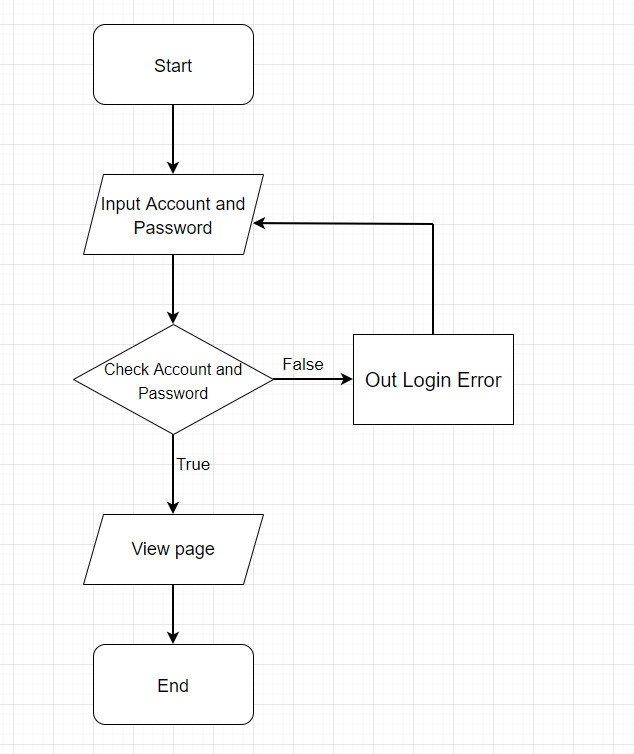 Start
Input Account and
Password
Check Account and
Password
False
Out Login Error
True
View page
End